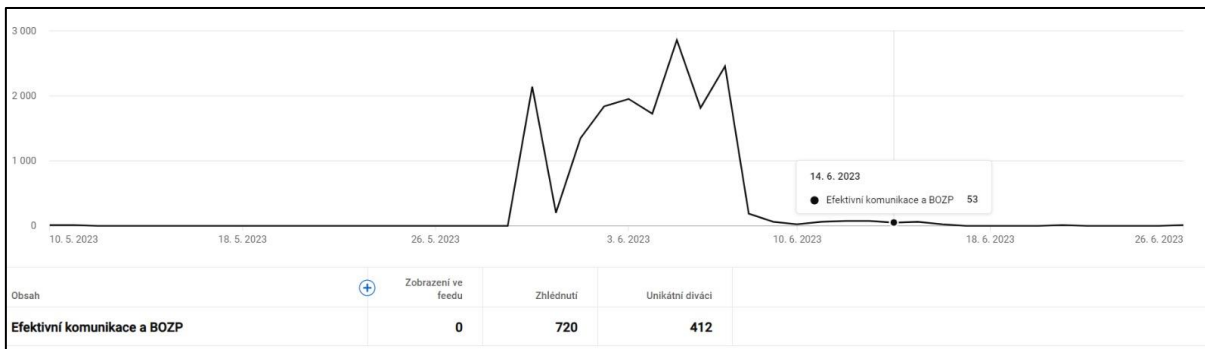 3 000
2 000
1 000
0
14. 6. 2023
Efektivní komunikace a BOZP 53
10. 5. 2023 18. 5. 2023 26. 5. 2023 3. 6. 2023 10. 6. 2023 18. 6. 2023 26. 6. 2023
Obsah Zobrazení ve feedu Zhlédnutí Unikátní diváci
Efektivní komunikace a BOZP 0 720 412